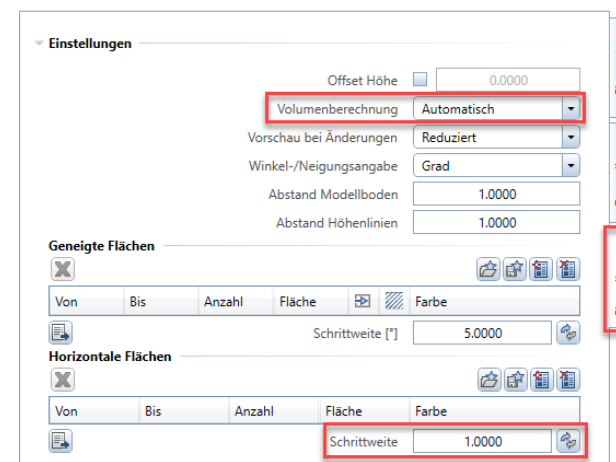 Einstellungen
Offset Höhe 0.0000
Volumenberechnung Automatisch
Vorschau bei Änderungen Reduziert
Winkel-/Neigungsangabe Grad
Abstand Modellboden 1.0000
Abstand Höhenlinien 1.0000
Geneigte Flächen
Von Bis Anzahl Fläche Farbe
Schrittweite [°] 5.0000
Horizontale Flächen
Von Bis Anzahl Fläche Farbe
Schrittweite 1.0000